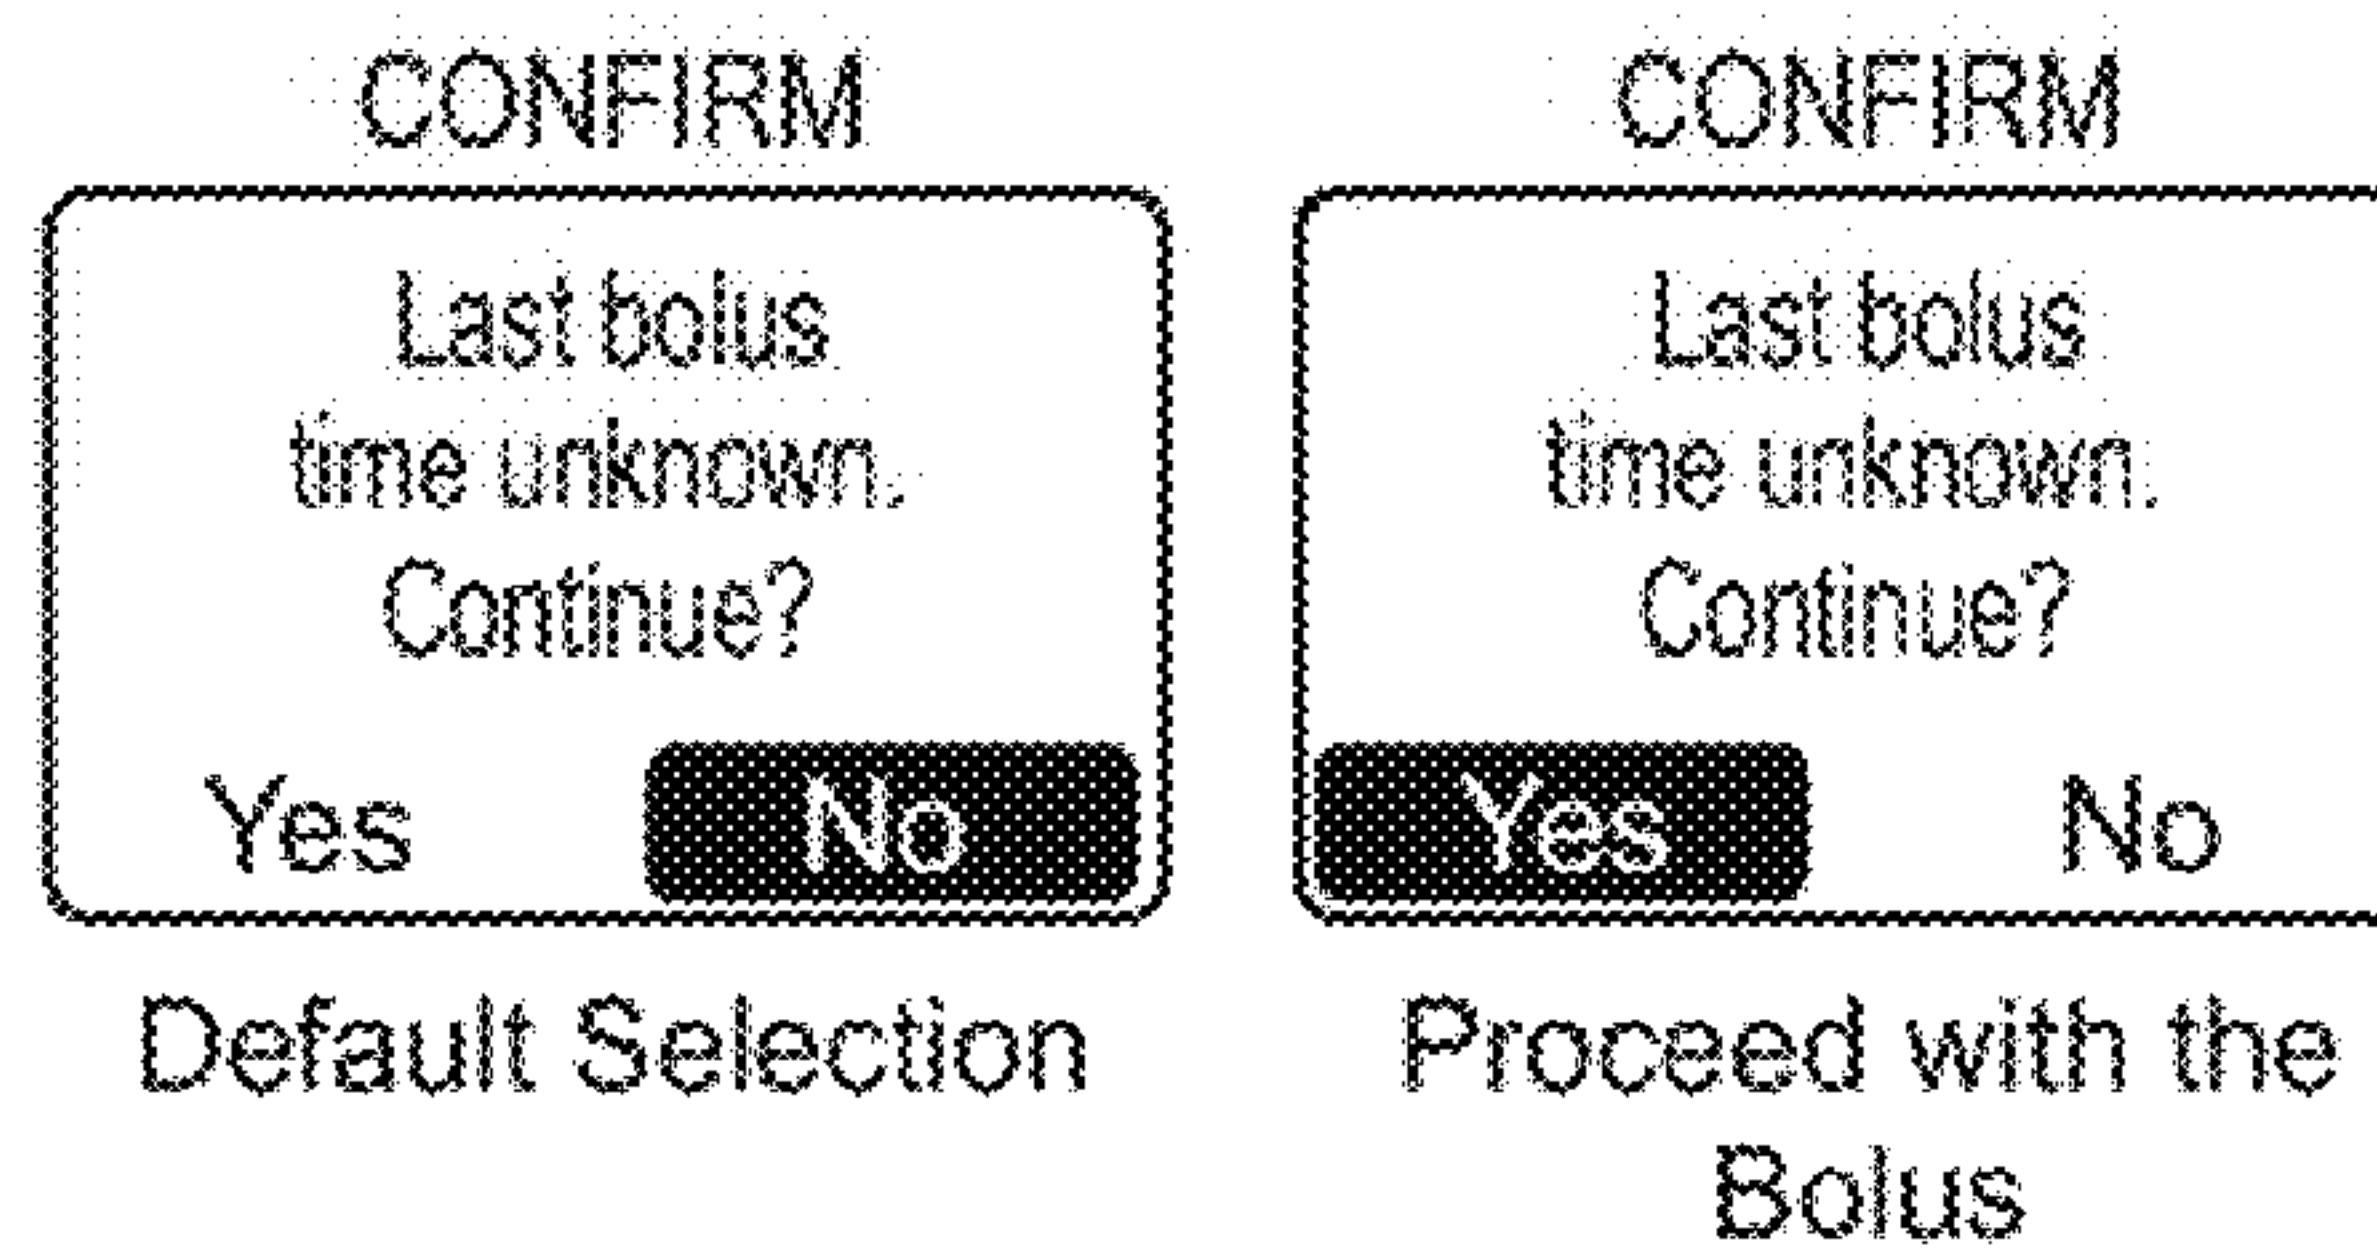 CONFIRM
Last bolus
time unknown.
Continue?
Yes No
Default Selection
CONFIRM
Last bolus
time unknown.
Continue?
Yes No
Proceed with the
Bolus